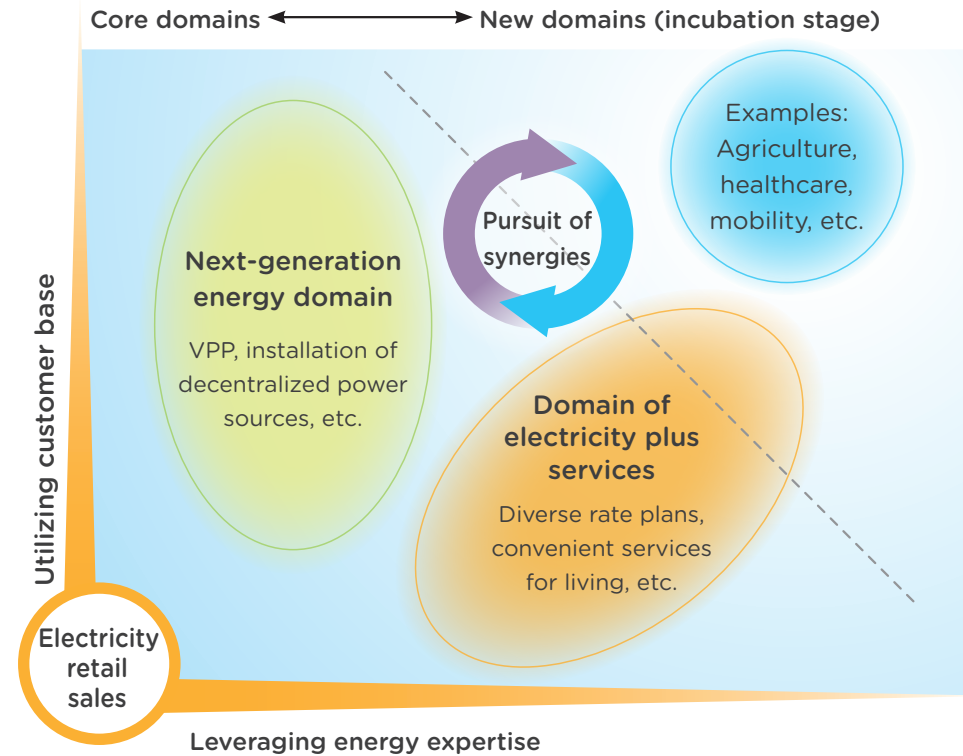 Core domains
New domains (incubation stage)
Examples:
Agriculture,
healthcare,
mobility, etc.
Pursuit of
synergies
Next-generation
energy domain
VPP, installation of
decentralized power
sources, etc.
Domain of
electricity plus
services
Diverse rate plans,
convenient services
for living, etc.
Utilizing customer base
Electricity
retail
sales
Leveraging energy expertise